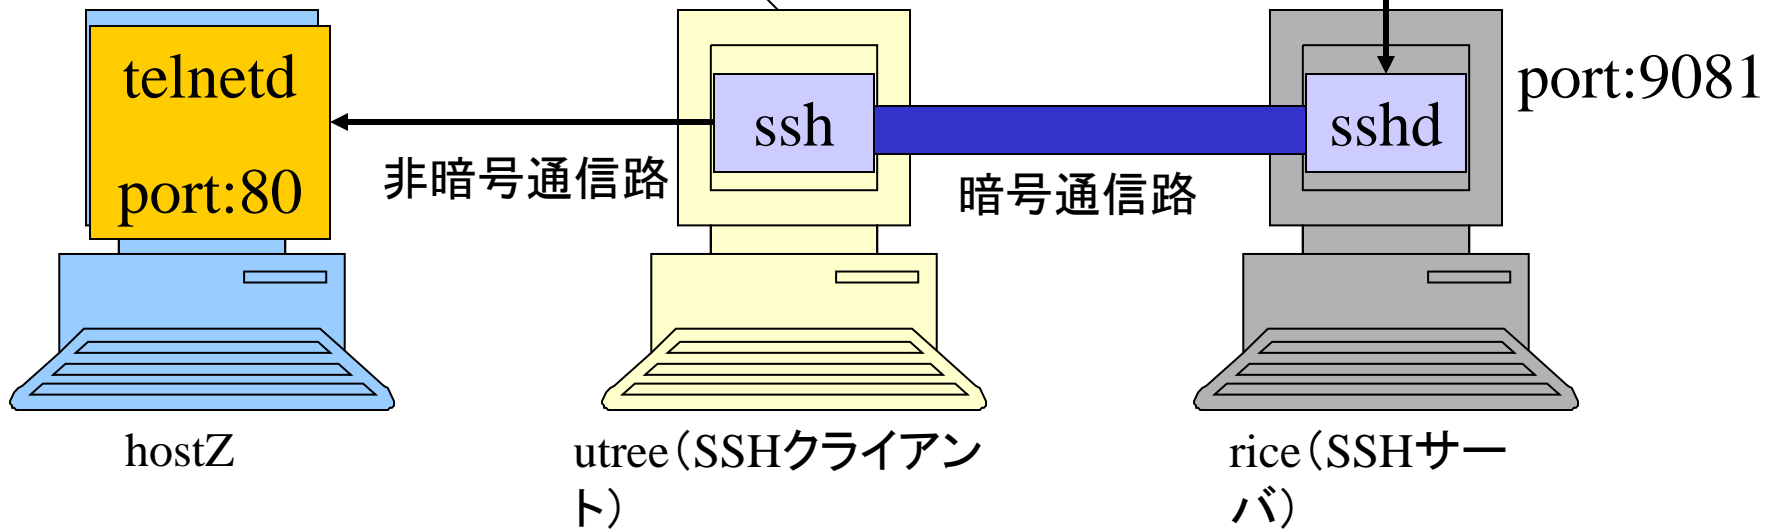 telnetd
port:80
非暗号通信路
ssh
暗号通信路
sshd
port:9081
hostZ
utree（SSHクライアン
ト）
rice（SSHサー
バ）